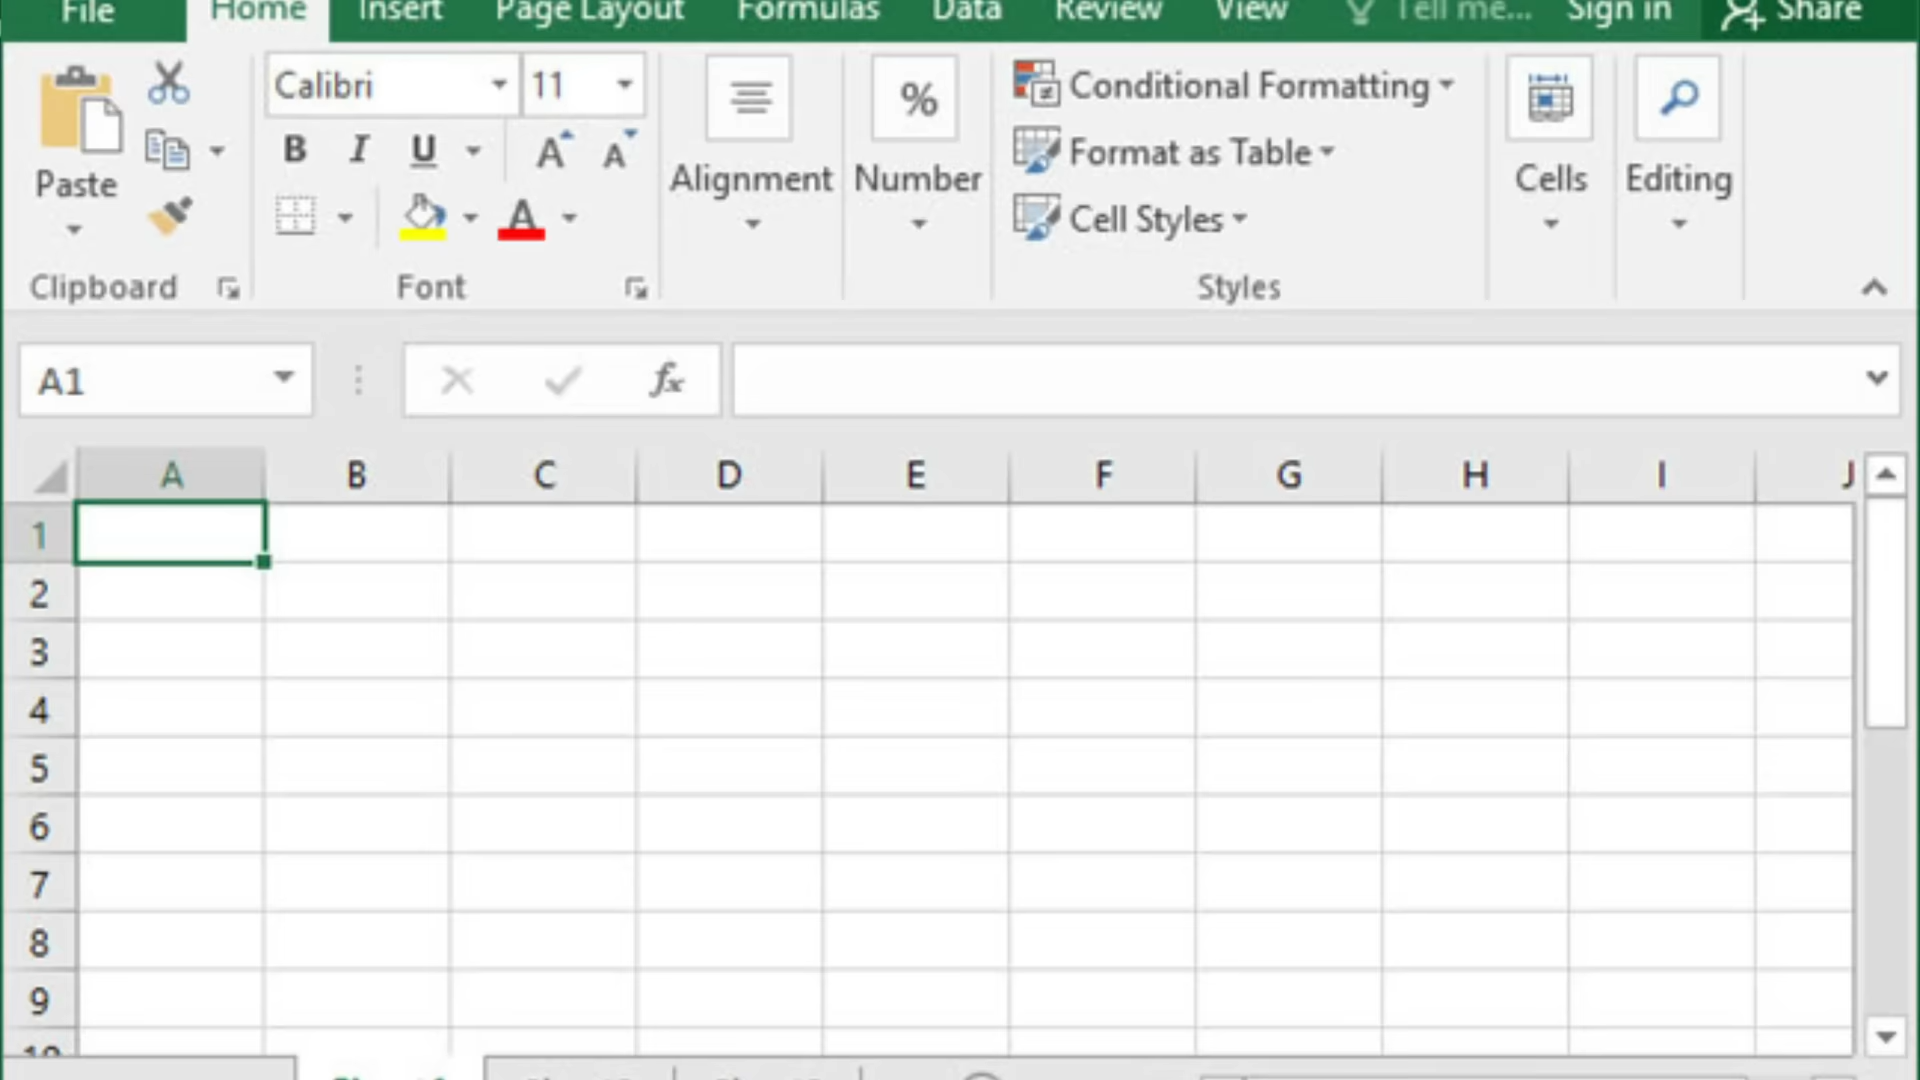 File Home Insert Page Layout Formulas Data Review View Tell me... Sign in Share
Calibri 11
Conditional Formatting
B I U A A
Format as Table
Paste Alignment Number Cells Editing
A
Cell Styles
Clipboard Font Styles
A1 fx
A B C D E F G H I J
1
2
3
4
5
6
7
8
9
10